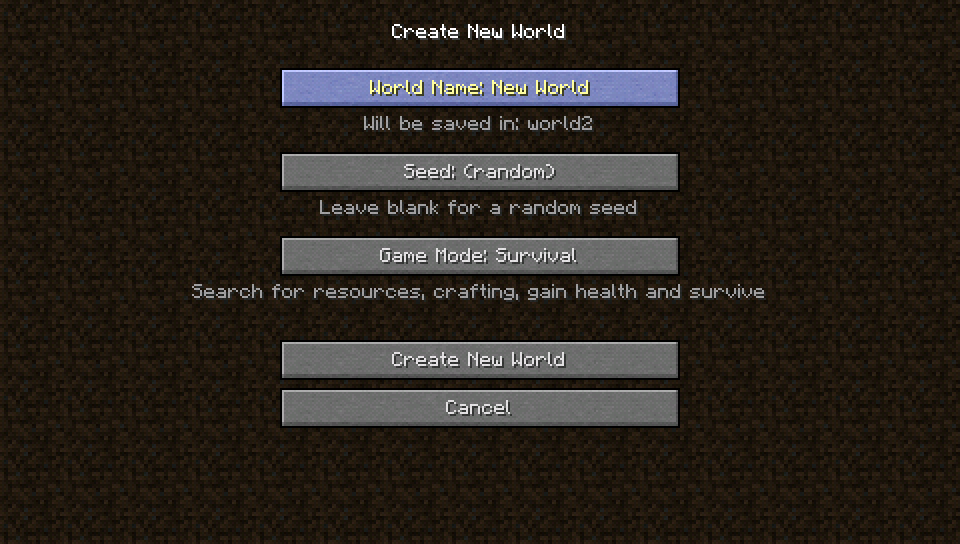 Create New World
World Name: New World
Will be saved in: world2
Seed: (random)
Leave blank for a random seed
Game Mode: Survival
Search for resources, crafting, gain health and survive
Create New World
Cancel